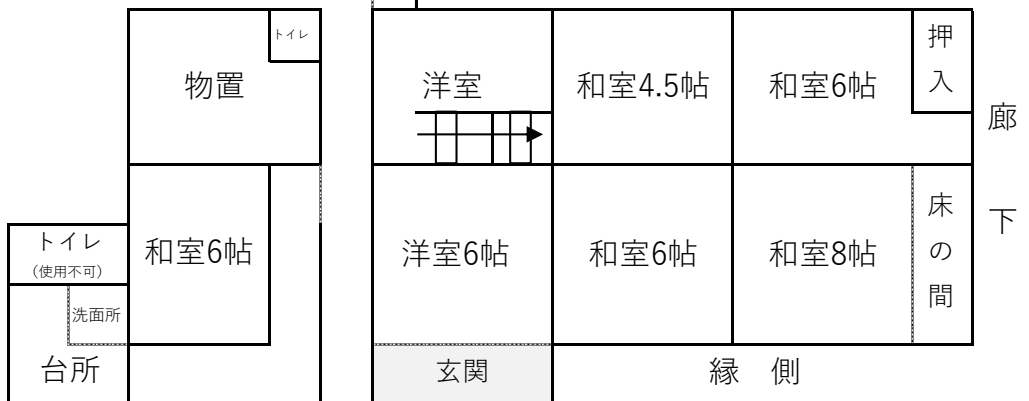 物置
トイレ
洋室
和室4.5帖
和室6帖
押入
廊下
トイレ
(使用不可)
和室6帖
洋室6帖
和室6帖
和室8帖
床の間
洗面所
台所
玄関
縁側